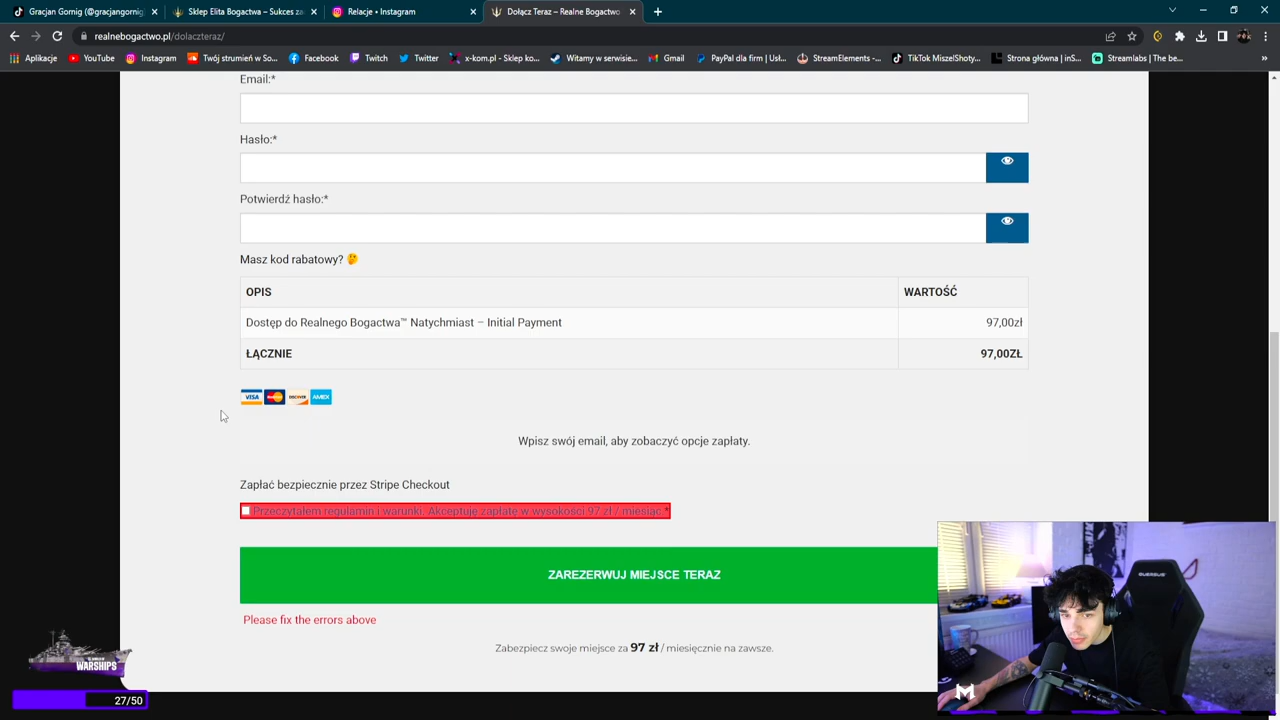 Gracjan Gornig (@gracjangornig
Sklep Elita Bogactwa – Sukces za
Relacje • Instagram
Dołącz Teraz – Realne Bogactwo
realnebogactwo.pl/dolaczteraz/
Aplikacje
YouTube
Instagram
Twój strumień w So...
Facebook
Twitch
Twitter
x-kom.pl - Sklep ko...
Witamy w serwisie...
Gmail
PayPal dla firm | Usł...
StreamElements -...
TikTok MiszelShoty...
Strona główna | inS...
Streamlabs | The be...
Email:*
Hasło:*
Potwierdź hasło:*
Masz kod rabatowy? 🤔
OPIS WARTOŚĆ
Dostęp do Realnego Bogactwa™ Natychmiast – Initial Payment 97,00zł
ŁĄCZNIE 97,00ZŁ
VISA
DISCOVER
AMEX
Wpisz swój email, aby zobaczyć opcje zapłaty.
Zapłać bezpiecznie przez Stripe Checkout
Przeczytałem regulamin i warunki. Akceptuję zapłatę w wysokości 97 zł / miesiąc.*
ZAREZERWUJ MIEJSCE TERAZ
Please fix the errors above
Zabezpiecz swoje miejsce za 97 zł / miesięcznie na zawsze.
WARSHIPS
27/50
QUERSUS